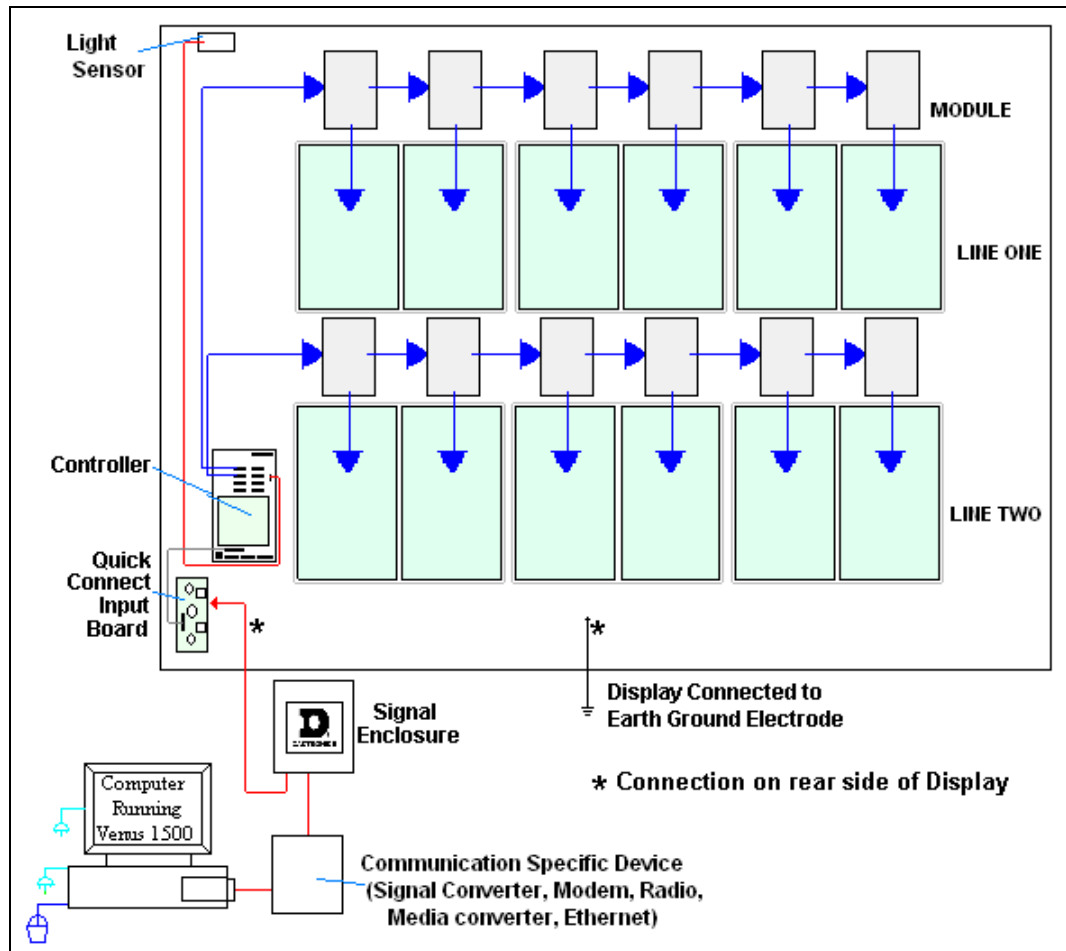 Light
Sensor
MODULE
LINE ONE
Controller
LINE TWO
Quick
Connect
Input
Board
*
*
Display Connected to
Earth Ground Electrode
Signal
Enclosure
D
DAKTRONICS
* Connection on rear side of Display
Computer
Running
Venus 1500
Communication Specific Device
(Signal Converter, Modem, Radio,
Media converter, Ethernet)